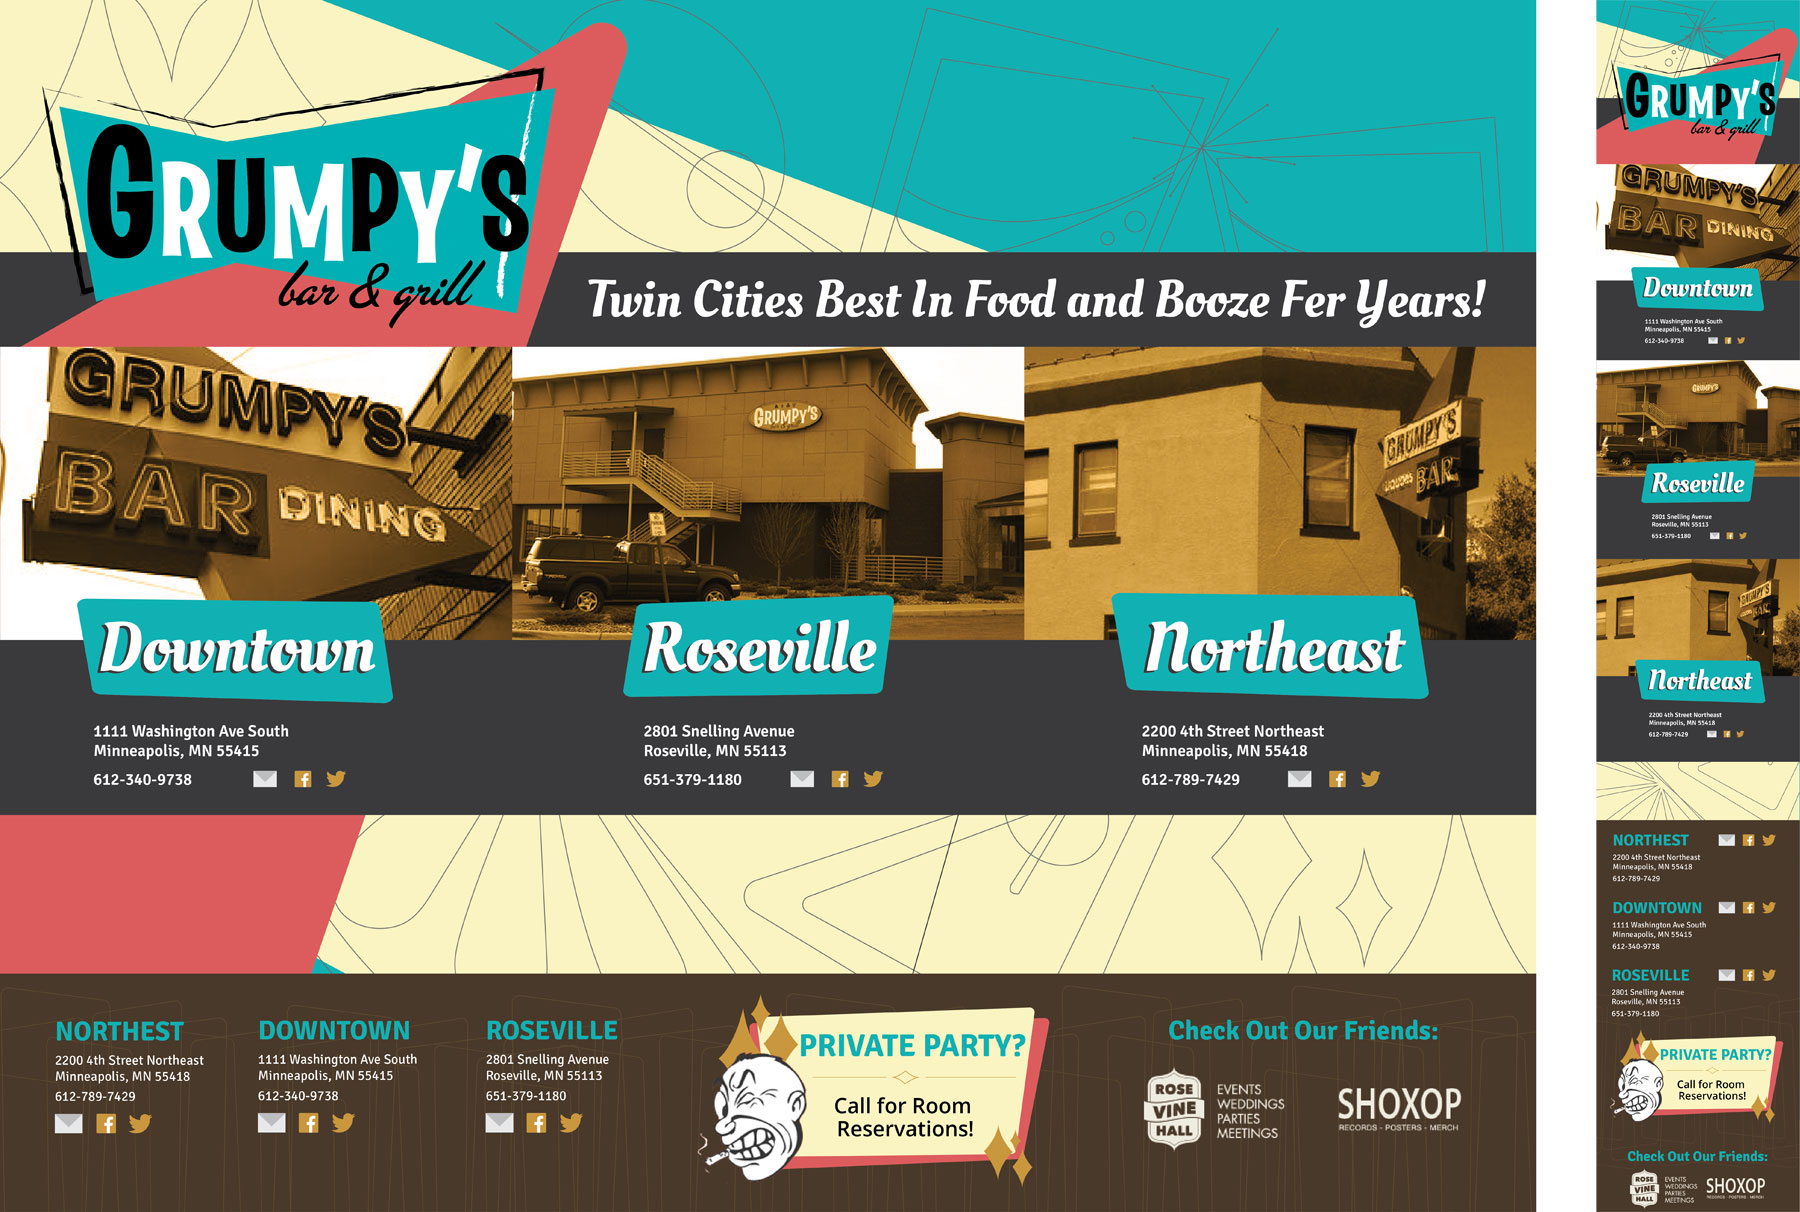 GRUMPY'S
bar & grill
Twin Cities Best In Food and Booze Fer Years!
GRUMPY'S
BAR DINING
GRUMPY'S
GRUMPY'S
LIQUORS BAR
Downtown
1111 Washington Ave South
Minneapolis, MN 55415
612-340-9738
Roseville
2801 Snelling Avenue
Roseville, MN 55113
651-379-1180
Northeast
2200 4th Street Northeast
Minneapolis, MN 55418
612-789-7429
NORTHEST
2200 4th Street Northeast
Minneapolis, MN 55418
612-789-7429
DOWNTOWN
1111 Washington Ave South
Minneapolis, MN 55415
612-340-9738
ROSEVILLE
2801 Snelling Avenue
Roseville, MN 55113
651-379-1180
PRIVATE PARTY?
Call for Room
Reservations!
Check Out Our Friends:
ROSE
VINE
HALL
EVENTS
WEDDINGS
PARTIES
MEETINGS
SHOXOP
RECORDS - POSTERS - MERCH
GRUMPY'S
bar & grill
GRUMPY'S
BAR DINING
Downtown
1111 Washington Ave South
Minneapolis, MN 55415
612-340-9738
GRUMPY'S
Roseville
2801 Snelling Avenue
Roseville, MN 55113
651-379-1180
GRUMPY'S
BAR
Northeast
2200 4th Street Northeast
Minneapolis, MN 55418
612-789-7429
NORTHEST
2200 4th Street Northeast
Minneapolis, MN 55418
612-789-7429
DOWNTOWN
1111 Washington Ave South
Minneapolis, MN 55415
612-340-9738
ROSEVILLE
2801 Snelling Avenue
Roseville, MN 55113
651-379-1180
PRIVATE PARTY?
Call for Room
Reservations!
Check Out Our Friends:
ROSE
VINE
HALL
EVENTS
WEDDINGS
PARTIES
MEETINGS
SHOXOP
RECORDS - POSTERS - MERCH